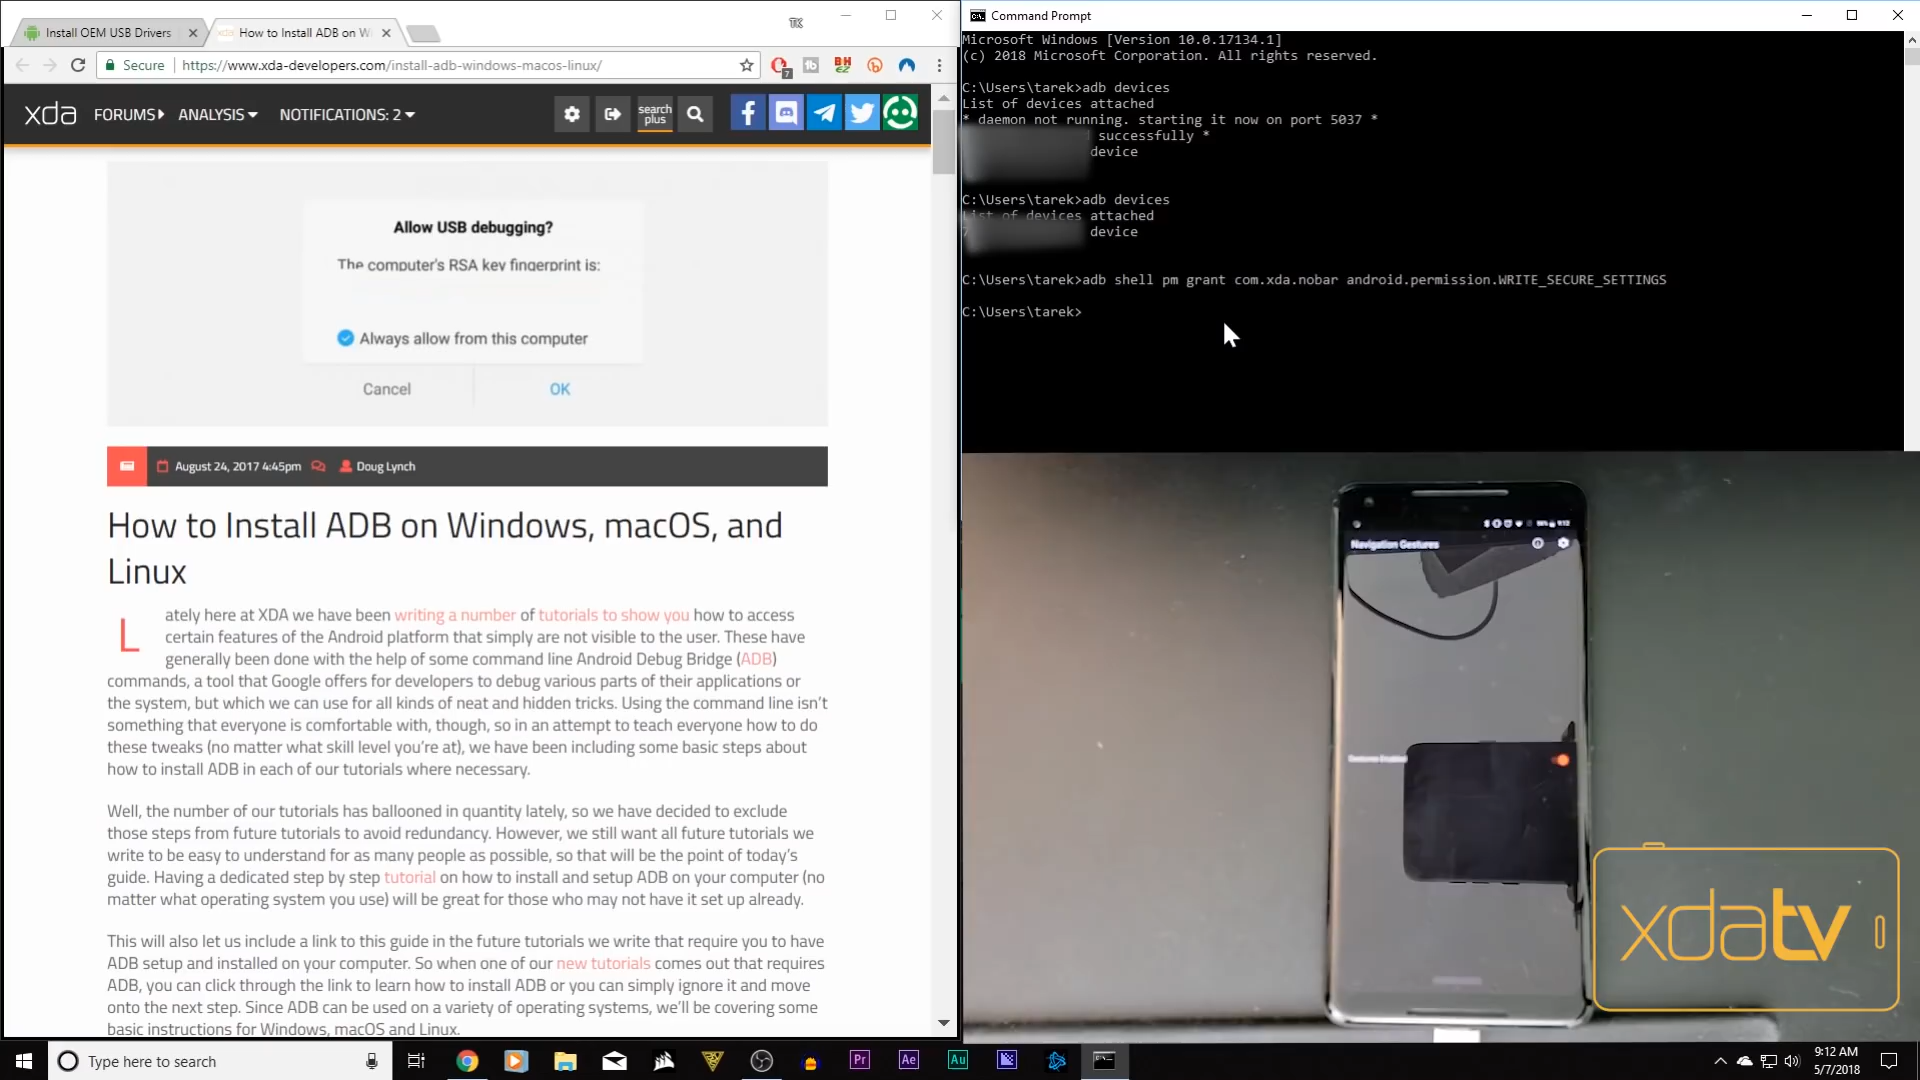 Install OEM USB Drivers
How to Install ADB on Wi
TK
Secure
https://www.xda-developers.com/install-adb-windows-macos-linux/
7
xda
FORUMS
ANALYSIS
NOTIFICATIONS: 2
search
plus
Allow USB debugging?
The computer's RSA key fingerprint is:
Always allow from this computer
Cancel
OK
August 24, 2017 4:45pm
Doug Lynch
How to Install ADB on Windows, macOS, and
Linux
Lately here at XDA we have been writing a number of tutorials to show you how to access
certain features of the Android platform that simply are not visible to the user. These have
generally been done with the help of some command line Android Debug Bridge (ADB)
commands, a tool that Google offers for developers to debug various parts of their applications or
the system, but which we can use for all kinds of neat and hidden tricks. Using the command line isn't
something that everyone is comfortable with, though, so in an attempt to teach everyone how to do
these tweaks (no matter what skill level you're at), we have been including some basic steps about
how to install ADB in each of our tutorials where necessary.
Well, the number of our tutorials has ballooned in quantity lately, so we have decided to exclude
those steps from future tutorials to avoid redundancy. However, we still want all future tutorials we
write to be easy to understand for as many people as possible, so that will be the point of today's
guide. Having a dedicated step by step tutorial on how to install and setup ADB on your computer (no
matter what operating system you use) will be great for those who may not have it set up already.
This will also let us include a link to this guide in the future tutorials we write that require you to have
ADB setup and installed on your computer. So when one of our new tutorials comes out that requires
ADB, you can click through the link to learn how to install ADB or you can simply ignore it and move
onto the next step. Since ADB can be used on a variety of operating systems, we'll be covering some
basic instructions for Windows, macOS and Linux.
Command Prompt
Microsoft Windows [Version 10.0.17134.1]
(c) 2018 Microsoft Corporation. All rights reserved.
C:\Users\tarek>adb devices
List of devices attached
* daemon not running. starting it now on port 5037 *
successfully *
device
C:\Users\tarek>adb devices
List of devices attached
7 device
C:\Users\tarek>adb shell pm grant com.xda.nobar android.permission.WRITE_SECURE_SETTINGS
C:\Users\tarek>
9:12
Navigation Gestures
Gestures Enabled
xdatv
Type here to search
Pr
Ae
Au
9:12 AM
5/7/2018